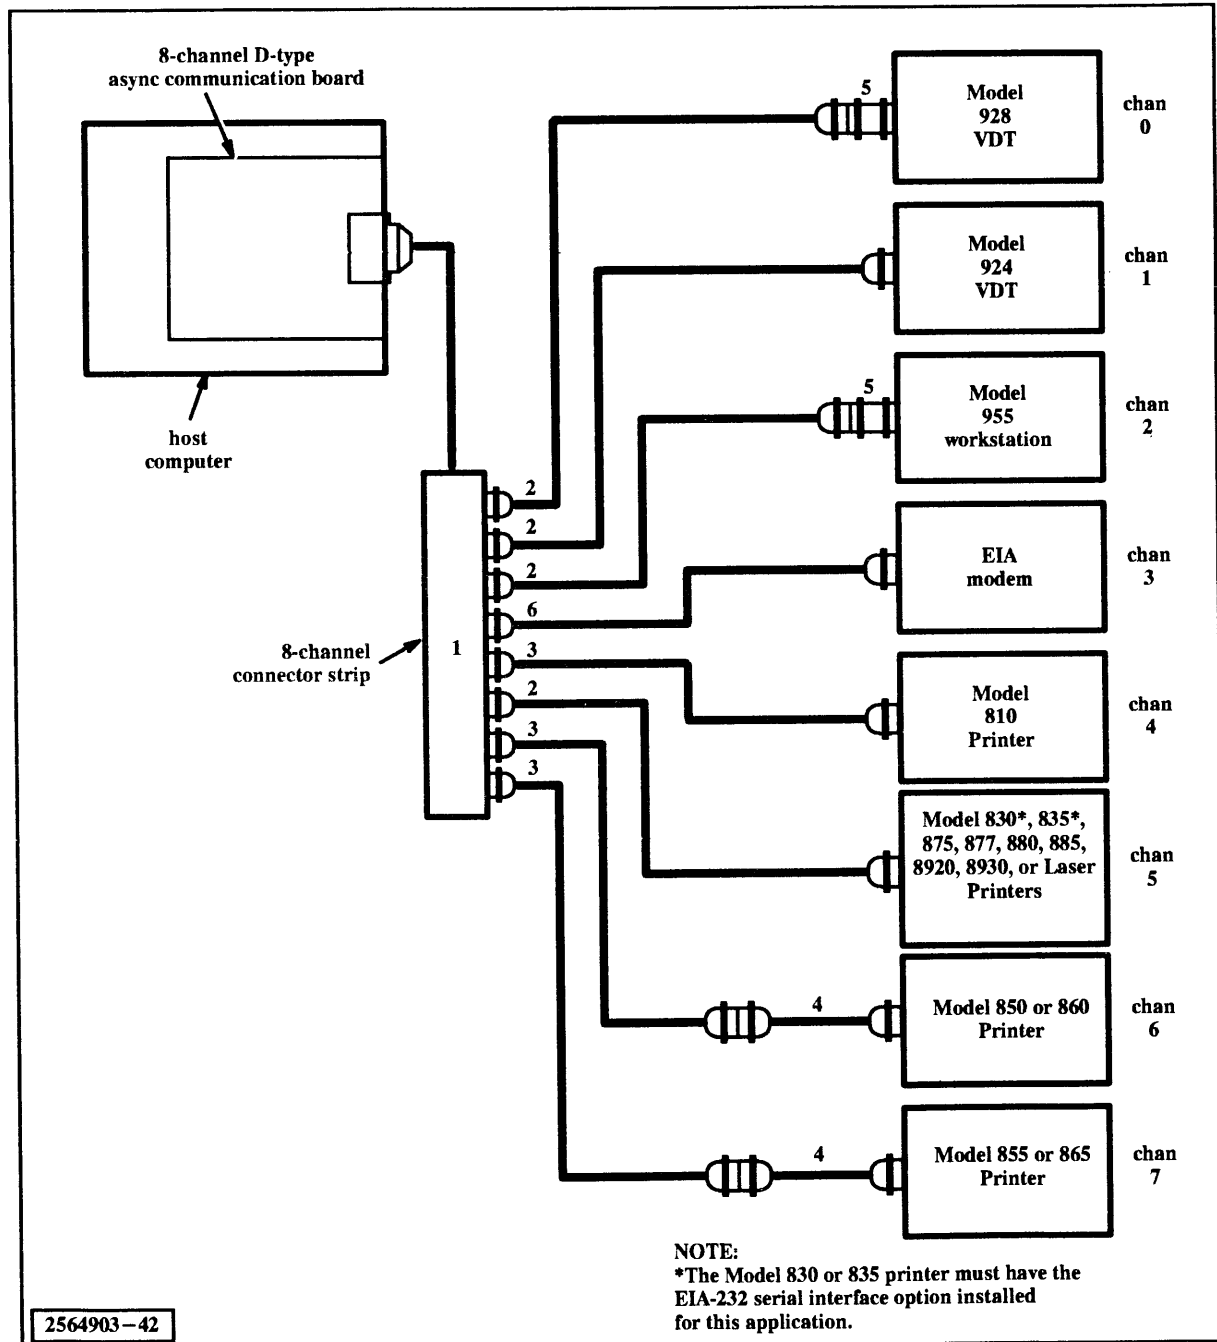 8-channel D-type
async communication board
host
computer
8-channel
connector strip
1
2
2
2
6
3
2
3
3
5
Model
928
VDT
chan
0
Model
924
VDT
chan
1
5
Model
955
workstation
chan
2
EIA
modem
chan
3
Model
810
Printer
chan
4
Model 830*, 835*,
875, 877, 880, 885,
8920, 8930, or Laser
Printers
chan
5
4
Model 850 or 860
Printer
chan
6
4
Model 855 or 865
Printer
chan
7
NOTE:
*The Model 830 or 835 printer must have the
EIA-232 serial interface option installed
for this application.
2564903-42